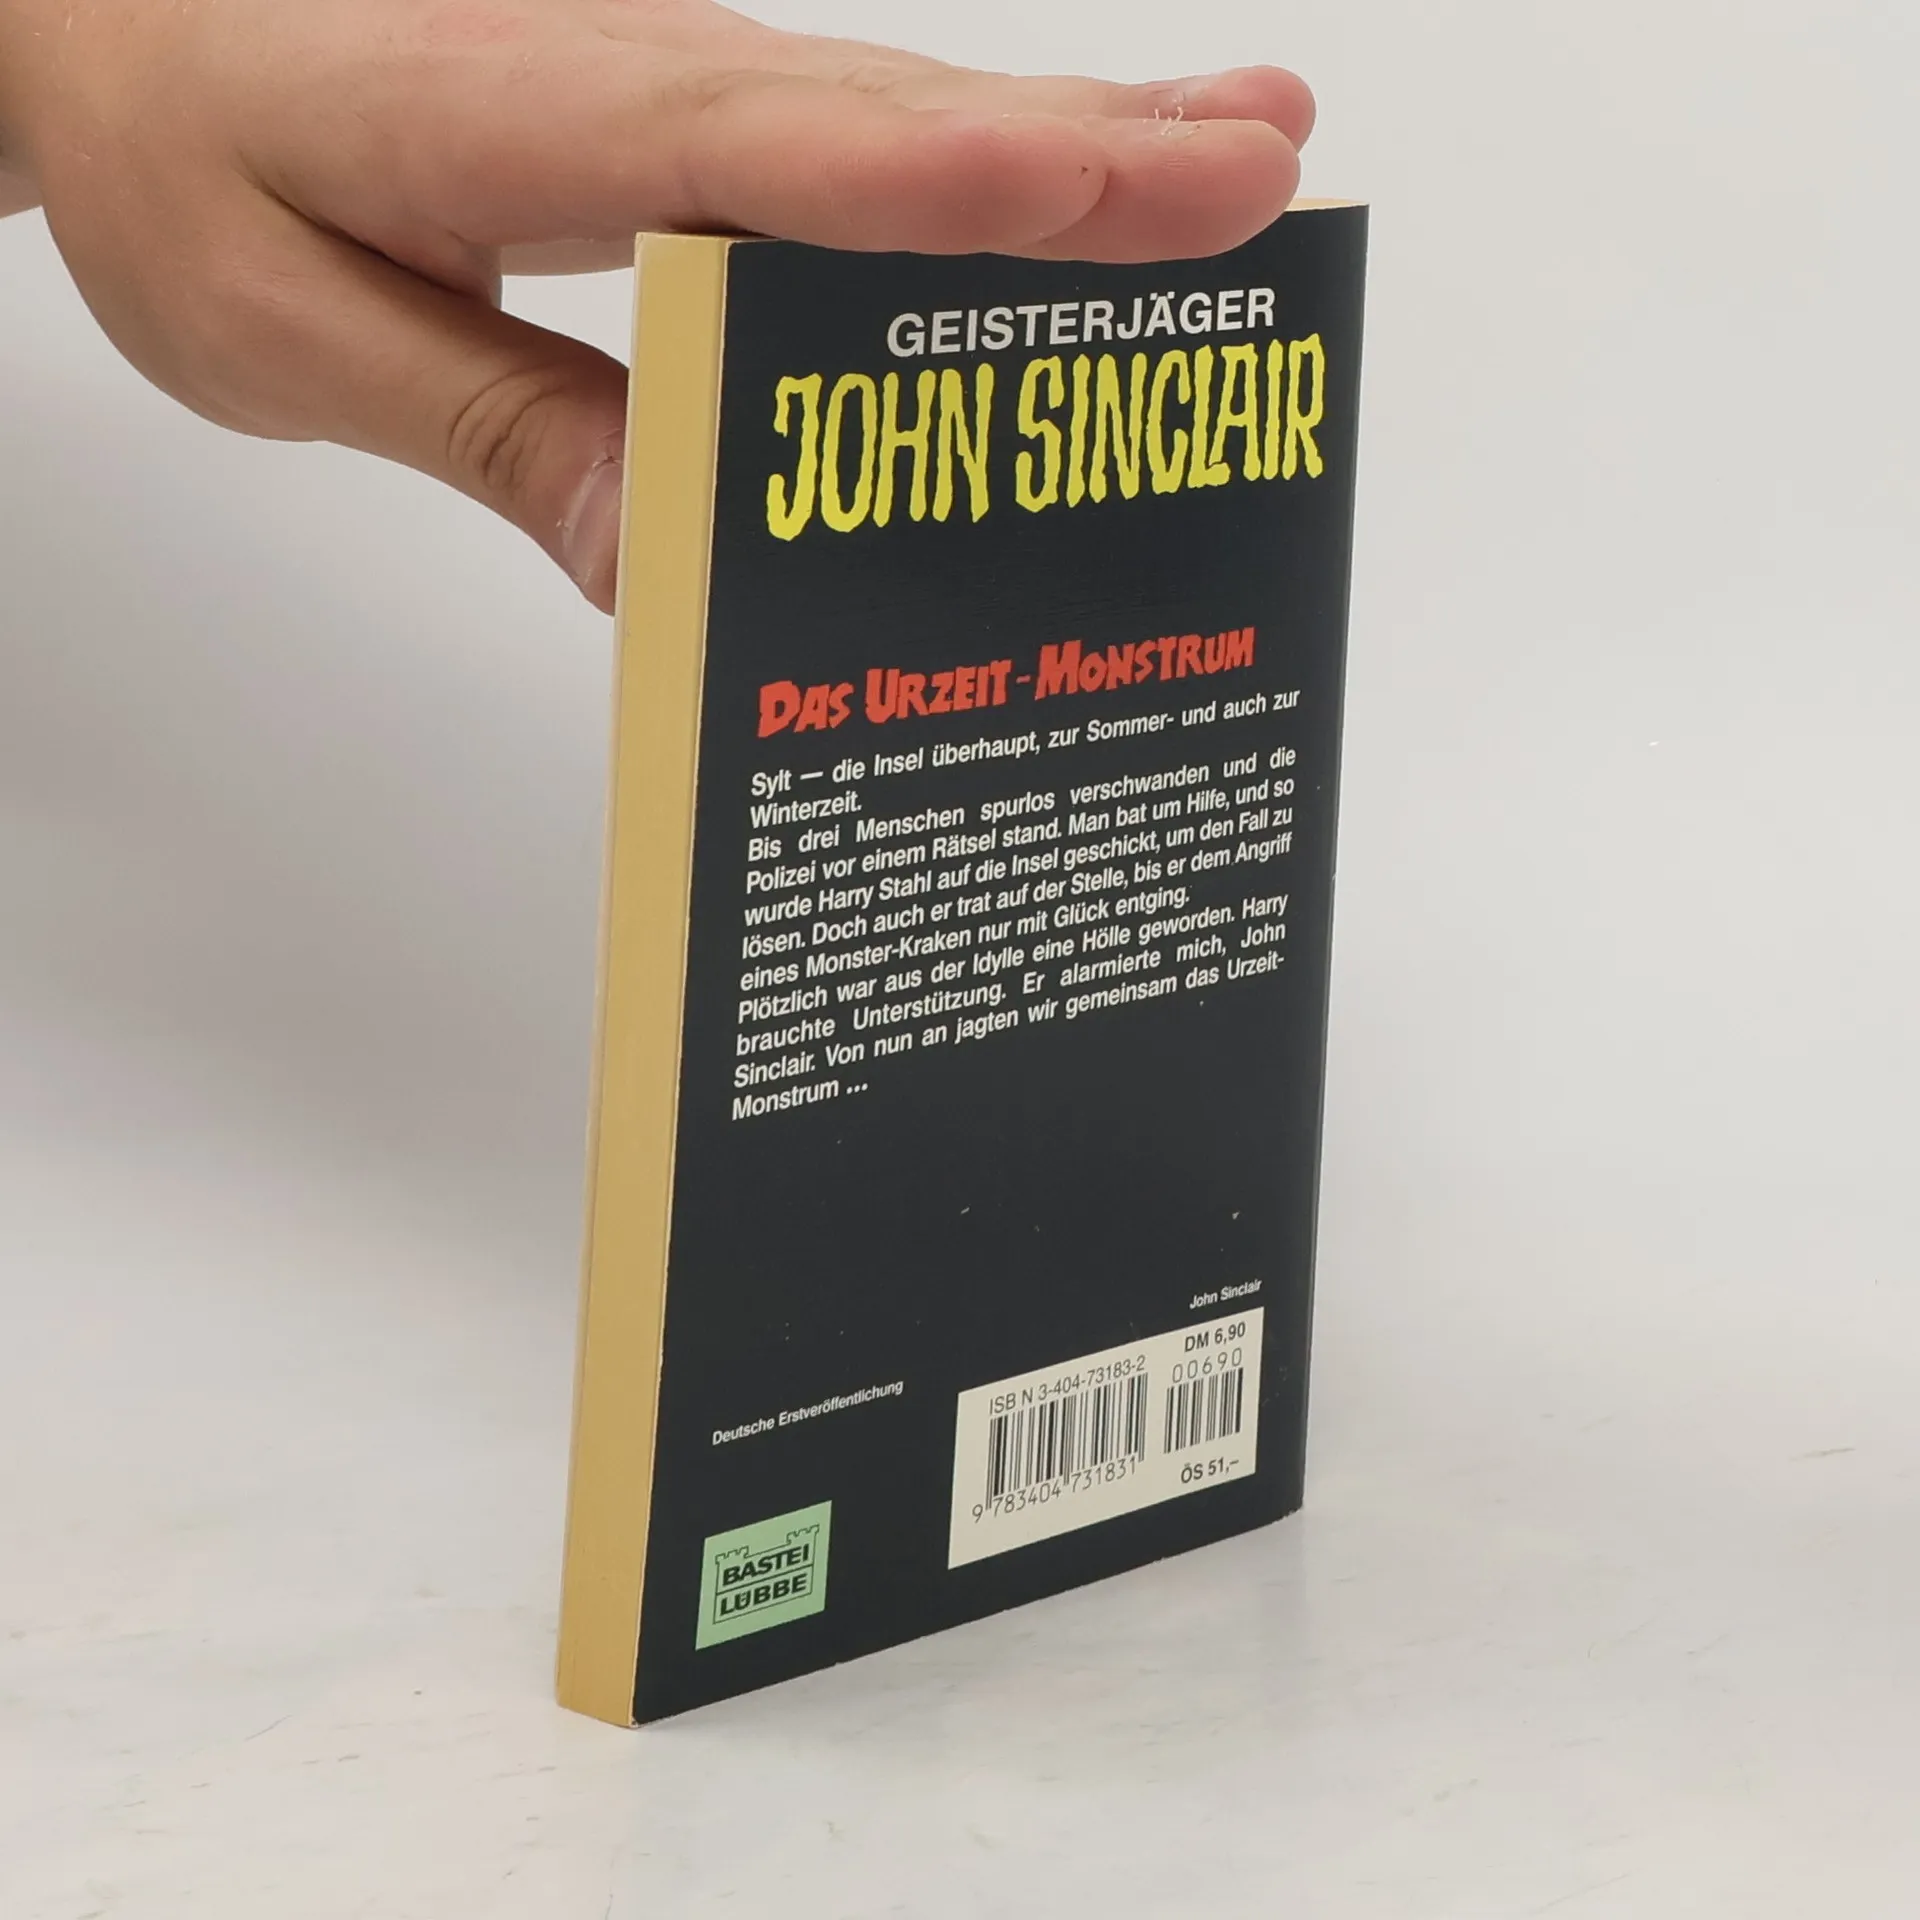 GEISTERJÄGER
JOHN SINCLAIR
DAS URZEIT-MONSTRUM
Sylt — die Insel überhaupt, zur Sommer- und auch zur
Winterzeit.
Bis drei Menschen spurlos verschwanden und die
Polizei vor einem Rätsel stand. Man bat um Hilfe, und so
wurde Harry Stahl auf die Insel geschickt, um den Fall zu
lösen. Doch auch er trat auf der Stelle, bis er dem Angriff
eines Monster-Kraken nur mit Glück entging.
Plötzlich war aus der Idylle eine Hölle geworden. Harry
brauchte Unterstützung. Er alarmierte mich, John
Sinclair. Von nun an jagten wir gemeinsam das Urzeit-
Monstrum ...
John Sinclair
Deutsche Erstveröffentlichung
DM 6,90
ISBN 3-404-73183-2
00690
9 783404 731831
ÖS 51,–
BASTEI
LÜBBE